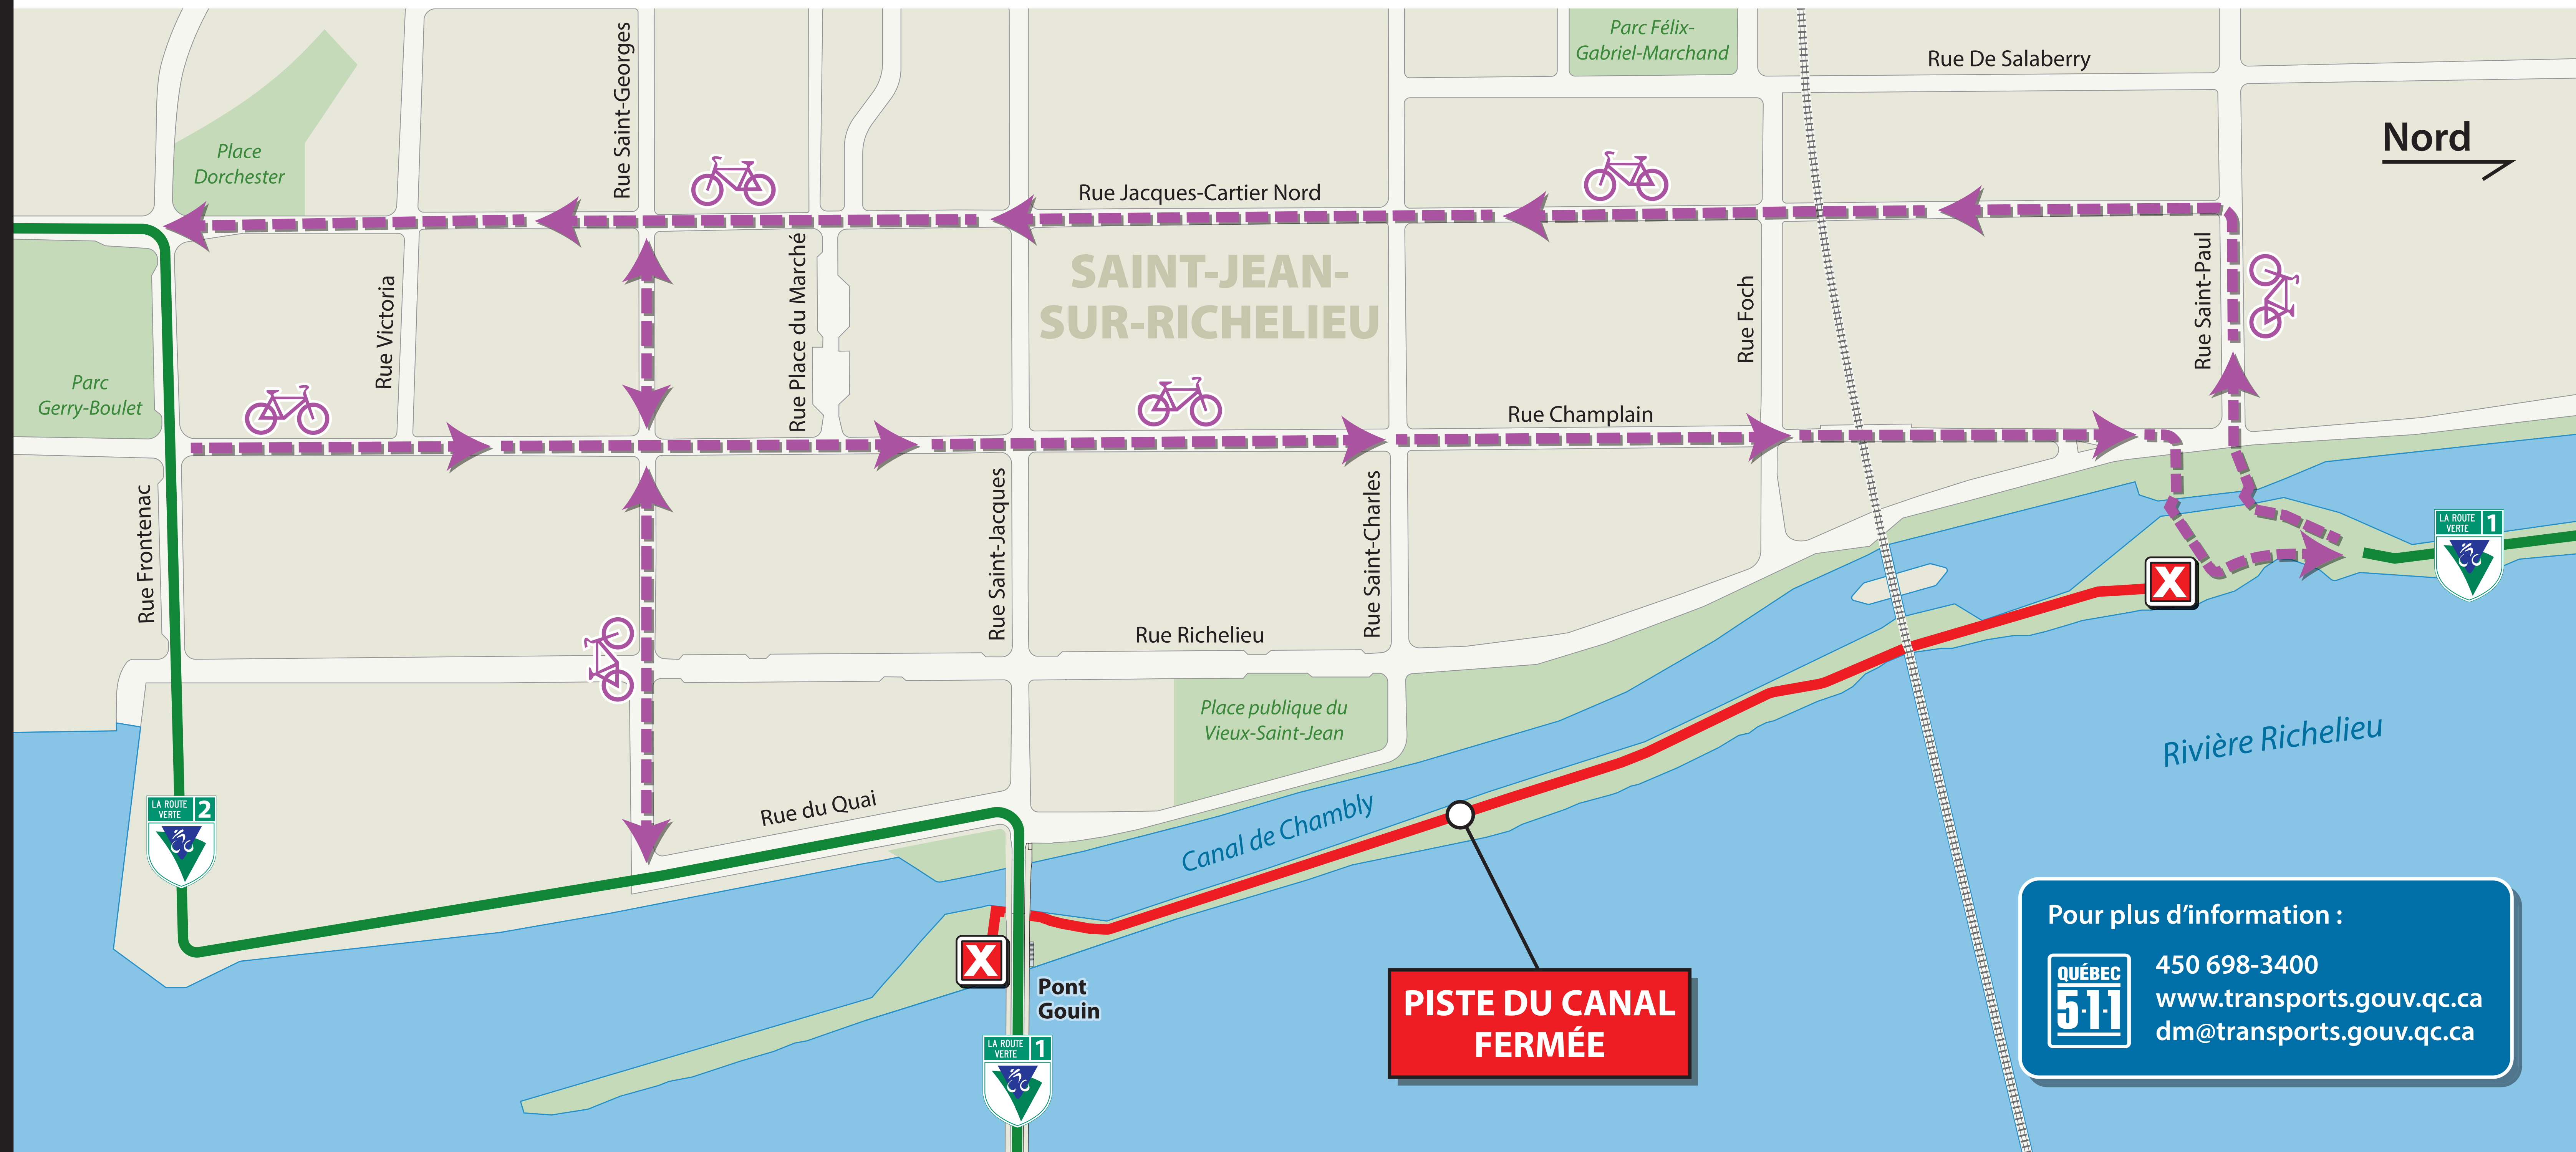 Parc Félix-
Gabriel-Marchand
Rue De Salaberry
Rue Saint-Georges
Nord
Place
Dorchester
Rue Jacques-Cartier Nord
Rue Place du Marché
SAINT-JEAN-
SUR-RICHELIEU
Rue Victoria
Rue Foch
Rue Saint-Paul
Parc
Gerry-Boulet
Rue Champlain
Rue Frontenac
Rue Saint-Jacques
Rue Saint-Charles
LA ROUTE
VERTE
1
Rue Richelieu
Place publique du
Vieux-Saint-Jean
Rivière Richelieu
X
LA ROUTE
VERTE
2
Rue du Quai
Canal de Chambly
X
Pont
Gouin
PISTE DU CANAL
FERMÉE
LA ROUTE
VERTE
1
Pour plus d’information :
QUÉBEC
5-1-1
450 698-3400
www.transports.gouv.qc.ca
dm@transports.gouv.qc.ca